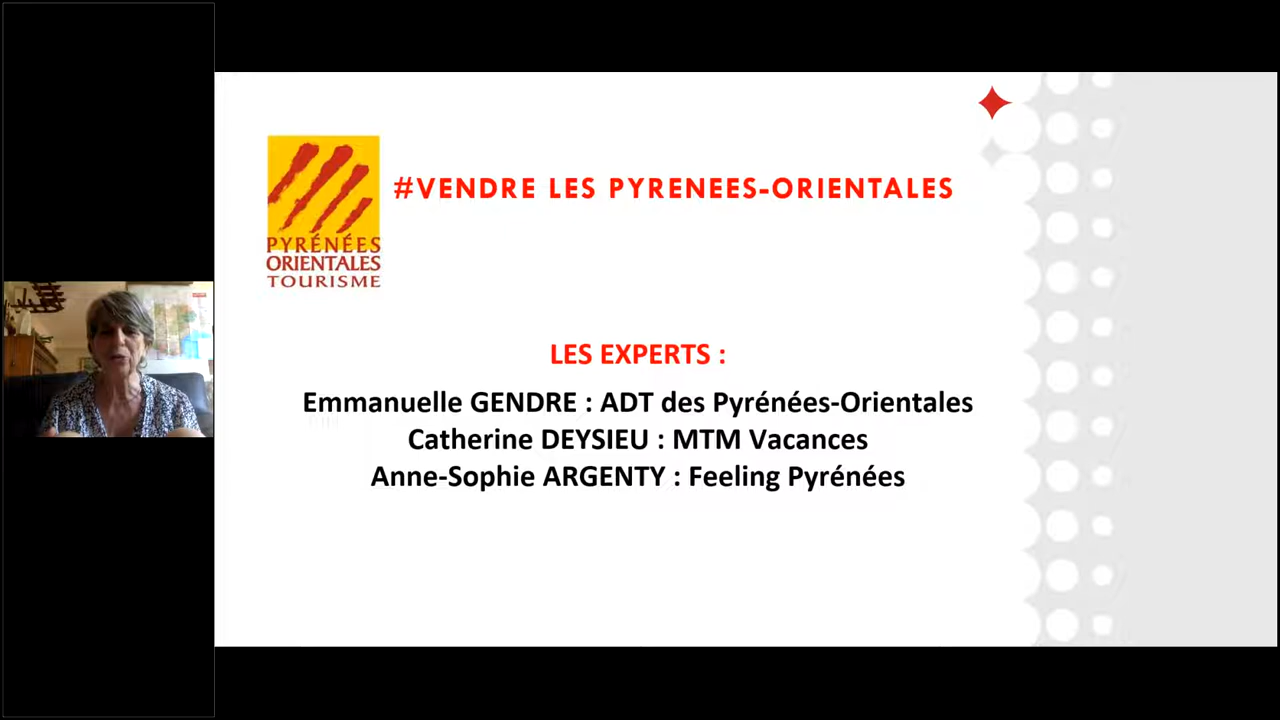 #VENDRE LES PYRENEES-ORIENTALES
PYRÉNÉES
ORIENTALES
TOURISME
LES EXPERTS :
Emmanuelle GENDRE : ADT des Pyrénées-Orientales
Catherine DEYSIEU : MTM Vacances
Anne-Sophie ARGENTY : Feeling Pyrénées